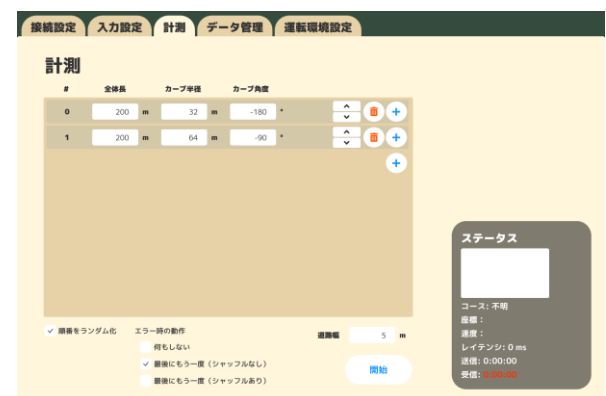 接続設定 入力設定 計測 データ管理 運転環境設定
計測
# 全体長 カーブ半径 カーブ角度
0 200 m 32 m -180 °
1 200 m 64 m -90 °
ステータス
コース: 不明
座標：
速度：
レイテンシ: 0 ms
送信: 0:00:00
受信: 0:00:00
順番をランダム化 エラー時の動作 道路幅 5 m
何もしない
最後にもう一度（シャッフルなし）
最後にもう一度（シャッフルあり）
開始